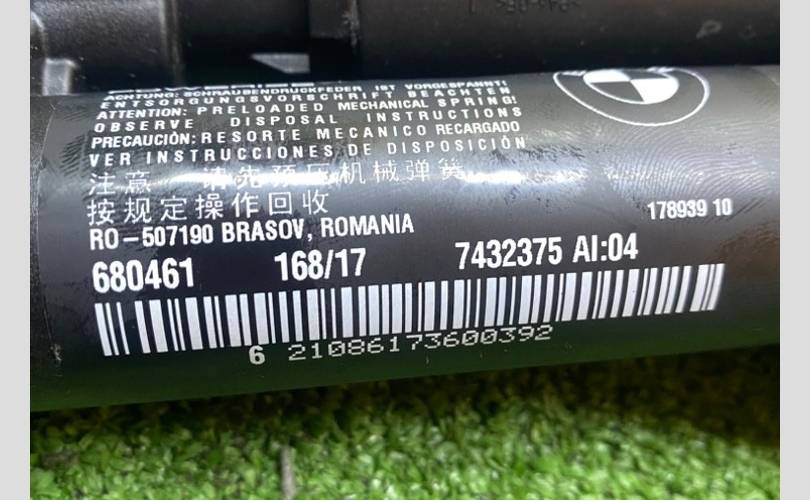 ACHTUNG: SCHRAUBENDRUCKFEDER, IST VORGESPANNT!
ENTSORGUNGSVORSCHRIFT BEACHTEN
ATTENTION: PRELOADED MECHANICAL SPRING!
OBSERVE DISPOSAL INSTRUCTIONS
PRECAUCIÓN: RESORTE MECANICO RECARGADO
VER INSTRUCCIONES DE DISPOSICIÓN
注意 请先预压机械弹簧
按规定操作回收
178939 10
RO-507190 BRASOV, ROMANIA
680461 168/17 7432375 AI:04
6 21086173600392